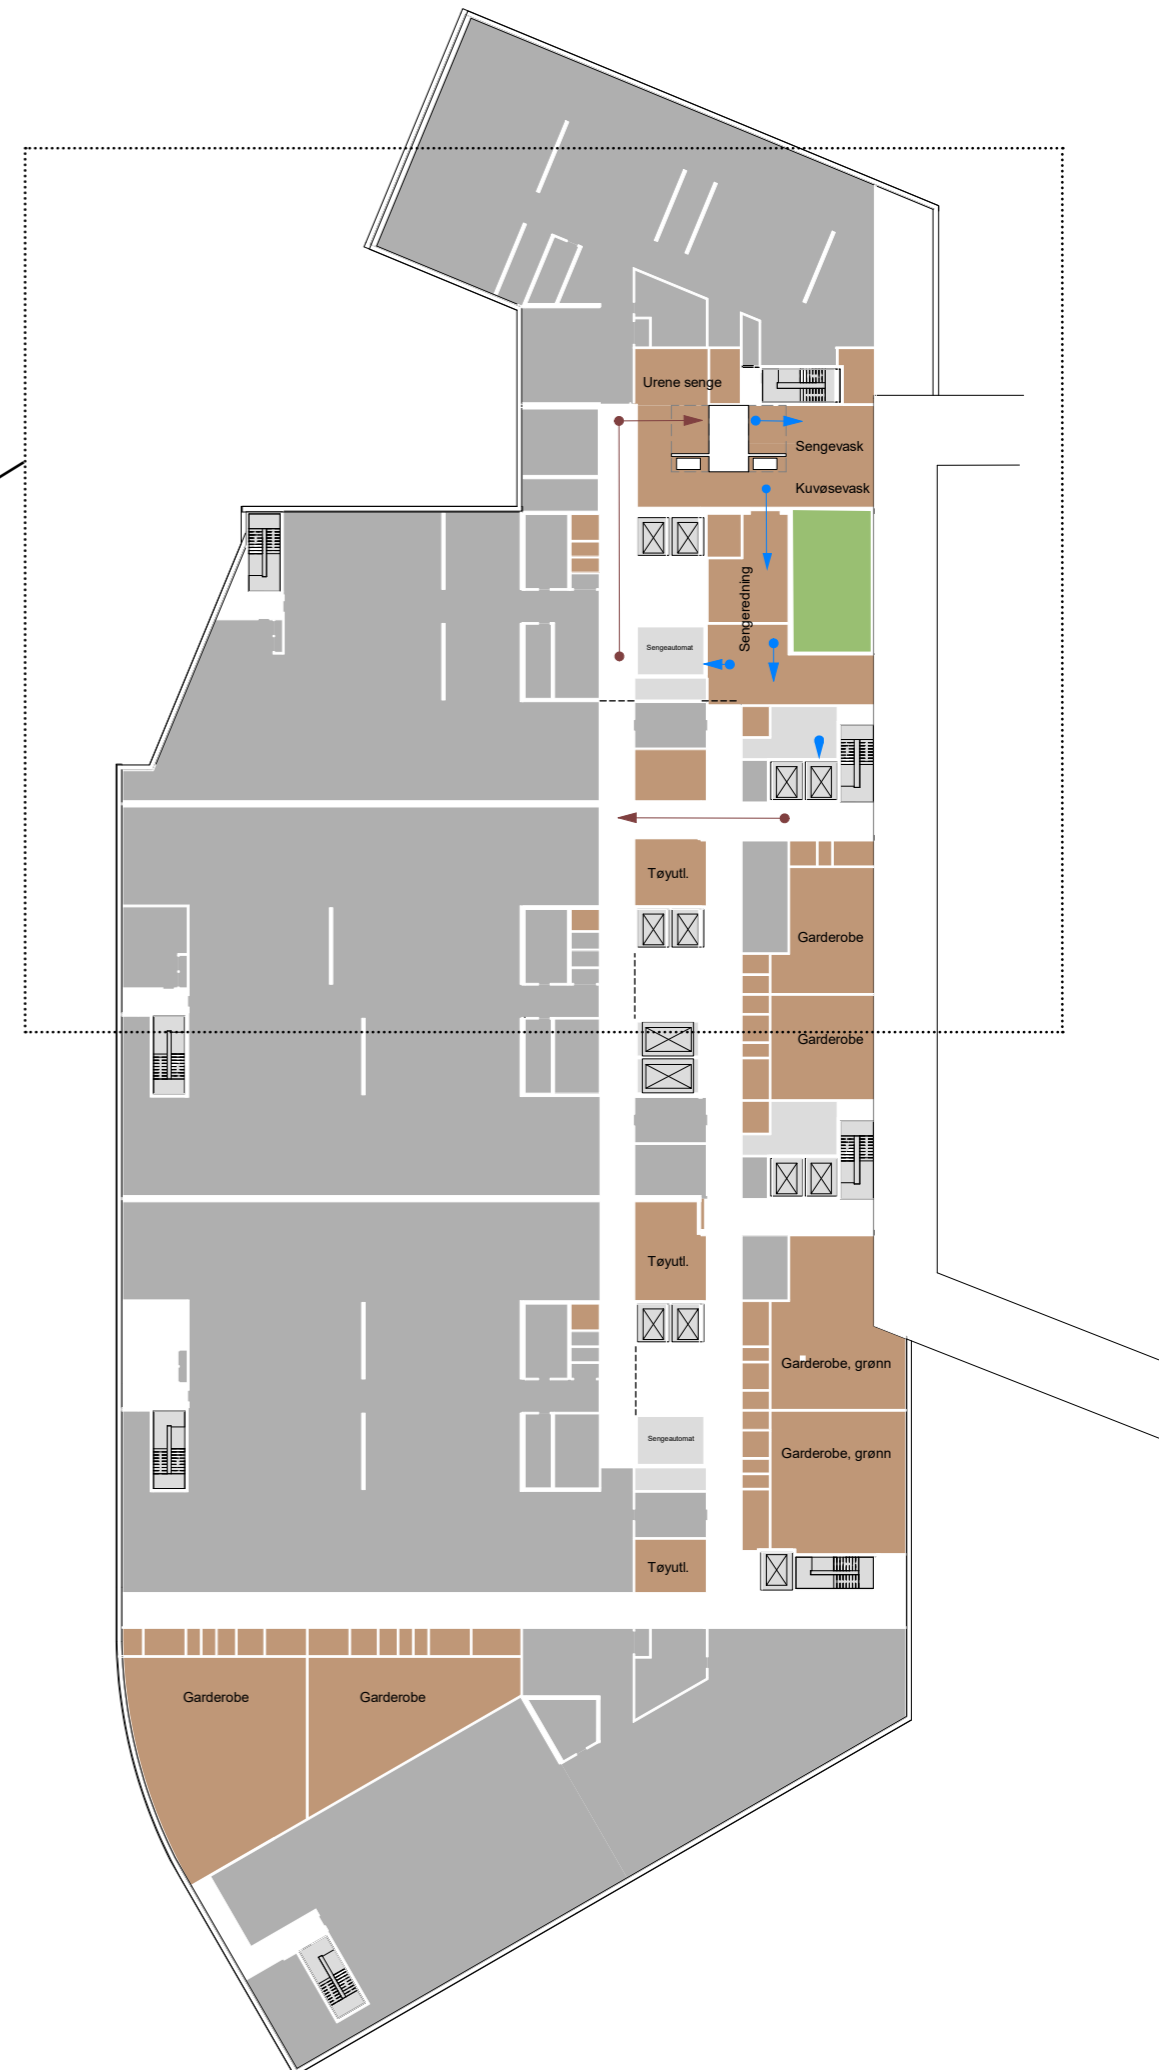 Urene senge
Sengevask
Kuvøsevask
Sengeredning
Sengeautomat
Tøyutl.
Garderobe
Garderobe
Tøyutl.
Garderobe, grønn
Sengeautomat
Garderobe, grønn
Tøyutl.
Garderobe
Garderobe